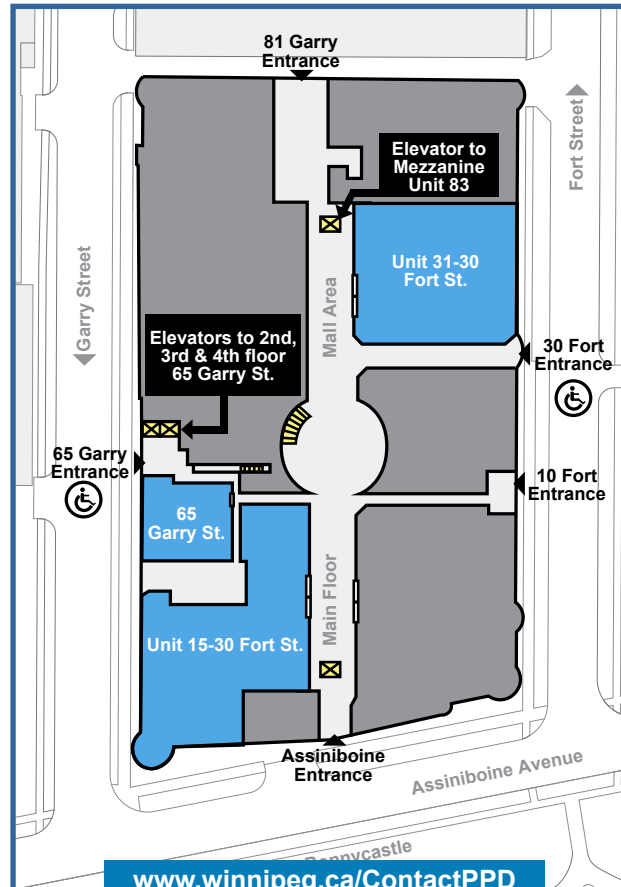 81 Garry
Entrance
Fort Street
Elevator to
Mezzanine
Unit 83
Unit 31-30
Fort St.
Garry Street
Mall Area
Elevators to 2nd,
3rd & 4th floor
65 Garry St.
30 Fort
Entrance
65 Garry
Entrance
10 Fort
Entrance
65
Garry St.
Main Floor
Unit 15-30 Fort St.
Assiniboine
Entrance
Assiniboine Avenue
www.winnipeg.ca/ContactPPD